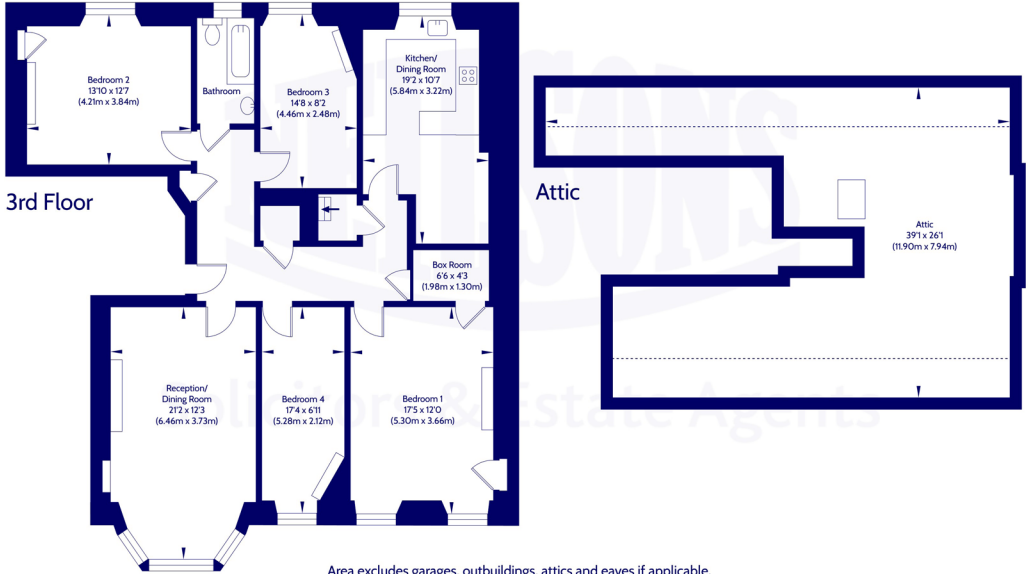 Bedroom 2
13'10 x 12'7
(4.21m x 3.84m)
Bathroom
Bedroom 3
14'8 x 8'2
(4.46m x 2.48m)
Kitchen/
Dining Room
19'2 x 10'7
(5.84m x 3.22m)
3rd Floor
Attic
Attic
39'1 x 26'1
(11.90m x 7.94m)
Box Room
6'6 x 4'3
(1.98m x 1.30m)
Reception/
Dining Room
21'2 x 12'3
(6.46m x 3.73m)
Bedroom 4
17'4 x 6'11
(5.28m x 2.12m)
Bedroom 1
17'5 x 12'0
(5.30m x 3.66m)
Solicitors & Estate Agents
Area excludes garages, outbuildings, attics and eaves if applicable